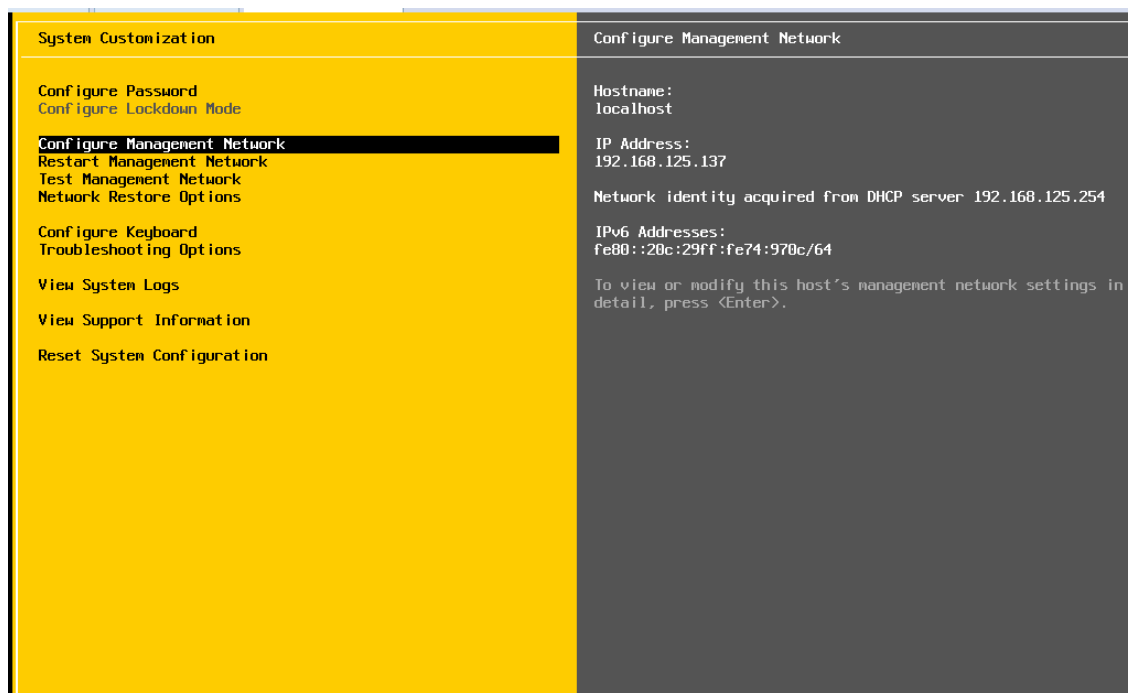 System Customization
Configure Password
Configure Lockdown Mode
Configure Management Network
Restart Management Network
Test Management Network
Network Restore Options
Configure Keyboard
Troubleshooting Options
View System Logs
View Support Information
Reset System Configuration
Configure Management Network
Hostname:
localhost
IP Address:
192.168.125.137
Network identity acquired from DHCP server 192.168.125.254
IPv6 Addresses:
fe80::20c:29ff:fe74:970c/64
To view or modify this host's management network settings in
detail, press <Enter>.